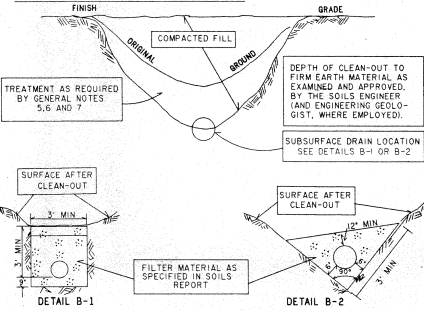 FINISH
GRADE
COMPACTED FILL
ORIGINAL
GROUND
DEPTH OF CLEAN-OUT TO
FIRM EARTH MATERIAL AS
EXAMINED AND APPROVED,
BY THE SOILS ENGINEER
(AND ENGINEERING GEOLO-
GIST, WHERE EMPLOYED).
TREATMENT AS REQUIRED
BY GENERAL NOTES
5,6 AND 7
SUBSURFACE DRAIN LOCATION
SEE DETAILS B-1 OR B-2
SURFACE AFTER
CLEAN-OUT
3' MIN
3' MIN
9"
DETAIL B-1
FILTER MATERIAL AS
SPECIFIED IN SOILS
REPORT
SURFACE AFTER
CLEAN-OUT
12" MIN
6"
6"
90°
3' MIN
DETAIL B-2